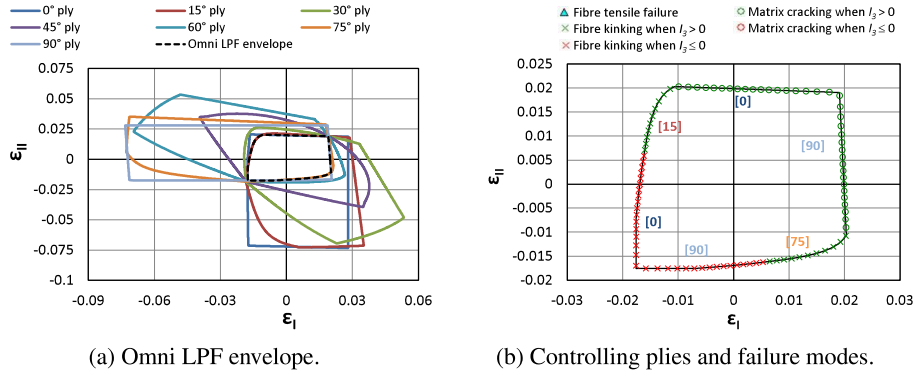 0° ply 15° ply 30° ply
45° ply 60° ply 75° ply
90° ply Omni LPF envelope
0.075
0.05
0.025
0
-0.025
-0.05
-0.075
-0.1
-0.09 -0.06 -0.03 0 0.03 0.06
εII
εI
(a) Omni LPF envelope.
Fibre tensile failure Matrix cracking when I3 > 0
Fibre kinking when I3 > 0 Matrix cracking when I3 ≤ 0
Fibre kinking when I3 ≤ 0
0.025
0.02
0.015
0.01
0.005
0
-0.005
-0.01
-0.015
-0.02
-0.03 -0.02 -0.01 0 0.01 0.02 0.03
εII
εI
[0]
[15]
[90]
[0]
[75]
[90]
(b) Controlling plies and failure modes.